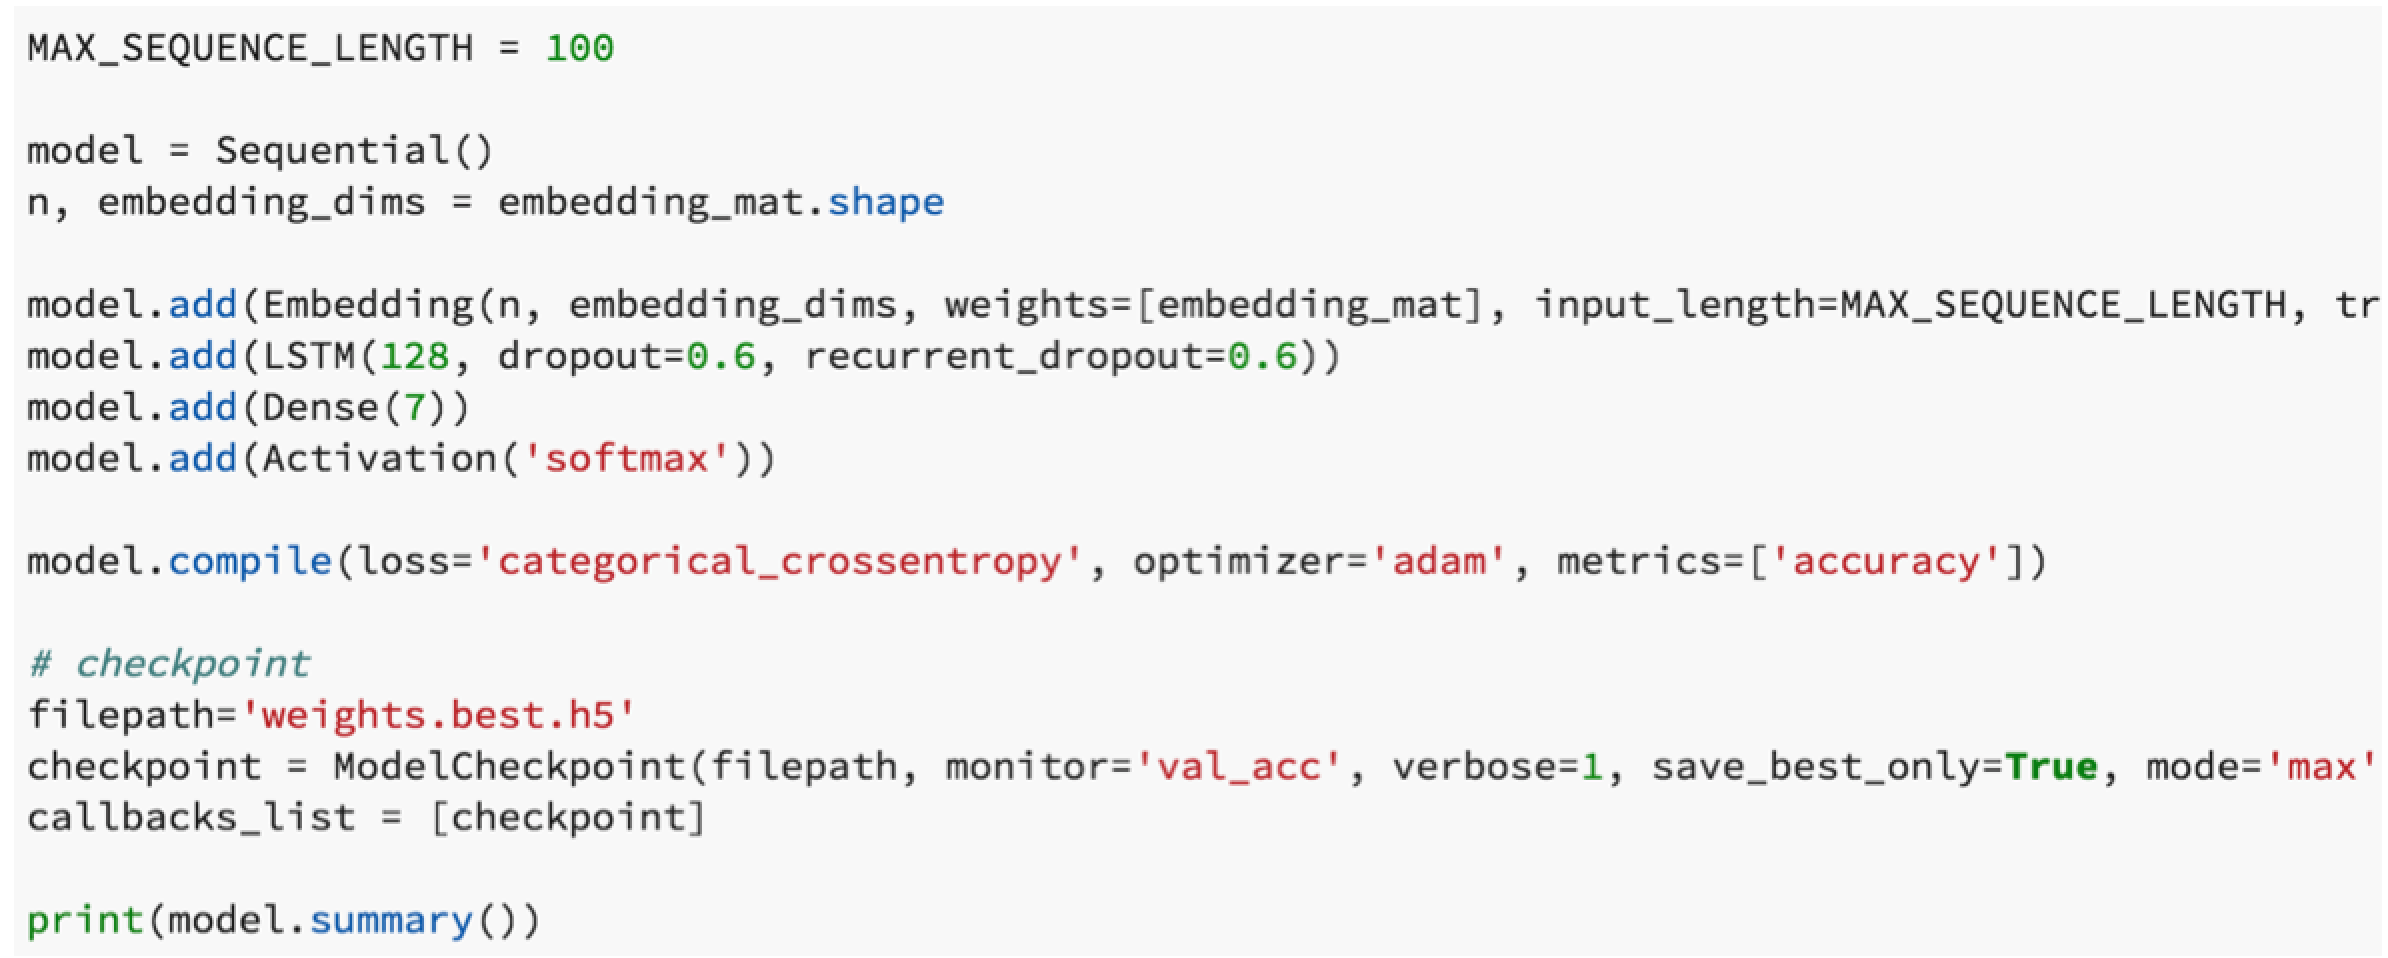 MAX_SEQUENCE_LENGTH = 100
model = Sequential()
n, embedding_dims = embedding_mat.shape
model.add(Embedding(n, embedding_dims, weights=[embedding_mat], input_length=MAX_SEQUENCE_LENGTH, tr
model.add(LSTM(128, dropout=0.6, recurrent_dropout=0.6))
model.add(Dense(7))
model.add(Activation('softmax'))
model.compile(loss='categorical_crossentropy', optimizer='adam', metrics=['accuracy'])
# checkpoint
filepath='weights.best.h5'
checkpoint = ModelCheckpoint(filepath, monitor='val_acc', verbose=1, save_best_only=True, mode='max'
callbacks_list = [checkpoint]
print(model.summary())